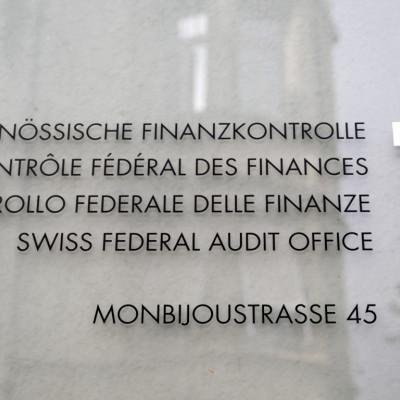 NÖSSISCHE FINANZKONTROLLE
NTRÔLE FÉDÉRAL DES FINANCES
ROLLO FEDERALE DELLE FINANZE
SWISS FEDERAL AUDIT OFFICE
MONBIJOUSTRASSE 45